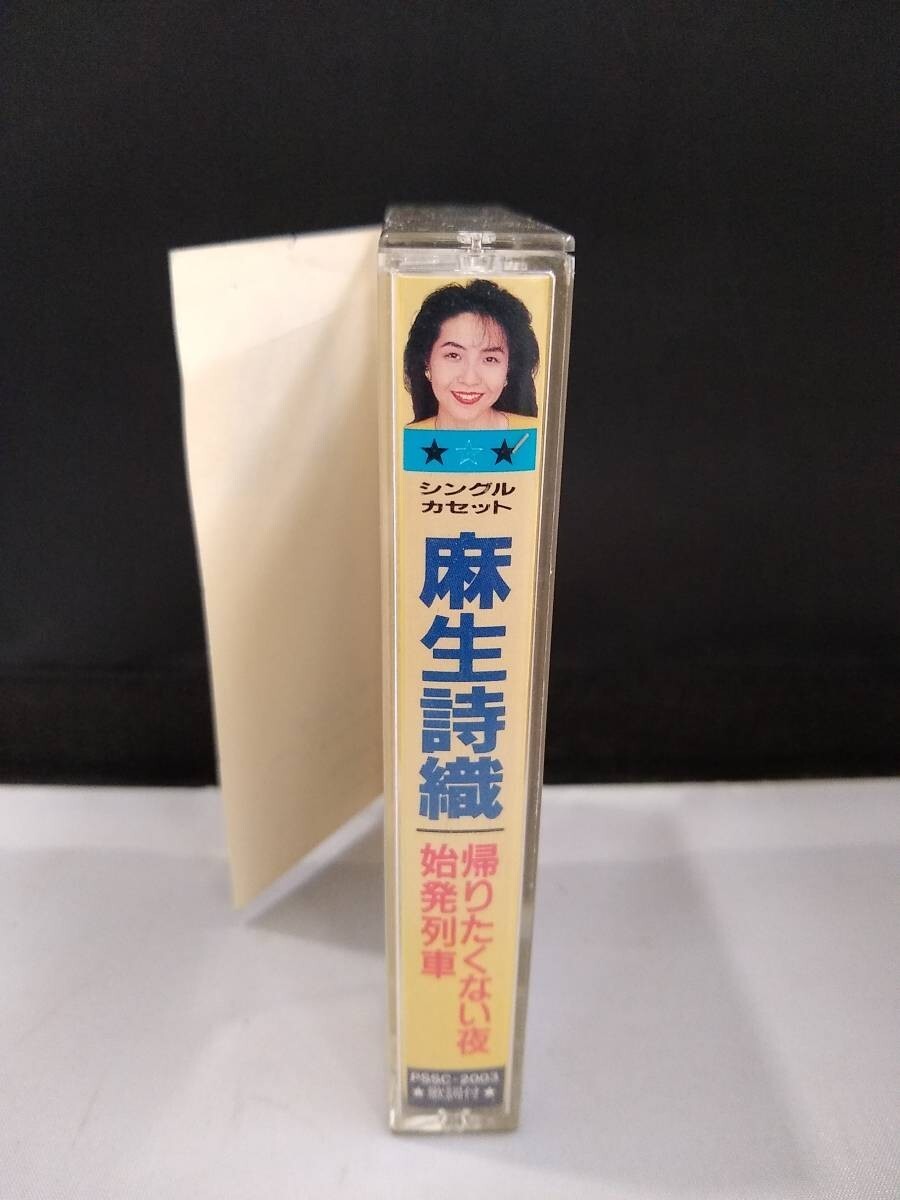 シングル
カセット
麻生詩織
帰りたくない夜
始発列車
PSSC-2003
★歌詞付★